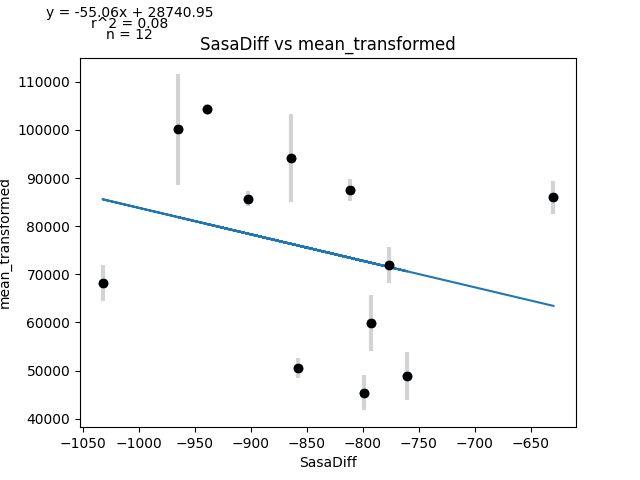 y = -55.06x + 28740.95
r^2 = 0.08
n = 12
SasaDiff vs mean_transformed
110000
100000
90000
80000
70000
60000
50000
40000
mean_transformed
−1050 −1000 −950 −900 −850 −800 −750 −700 −650
SasaDiff